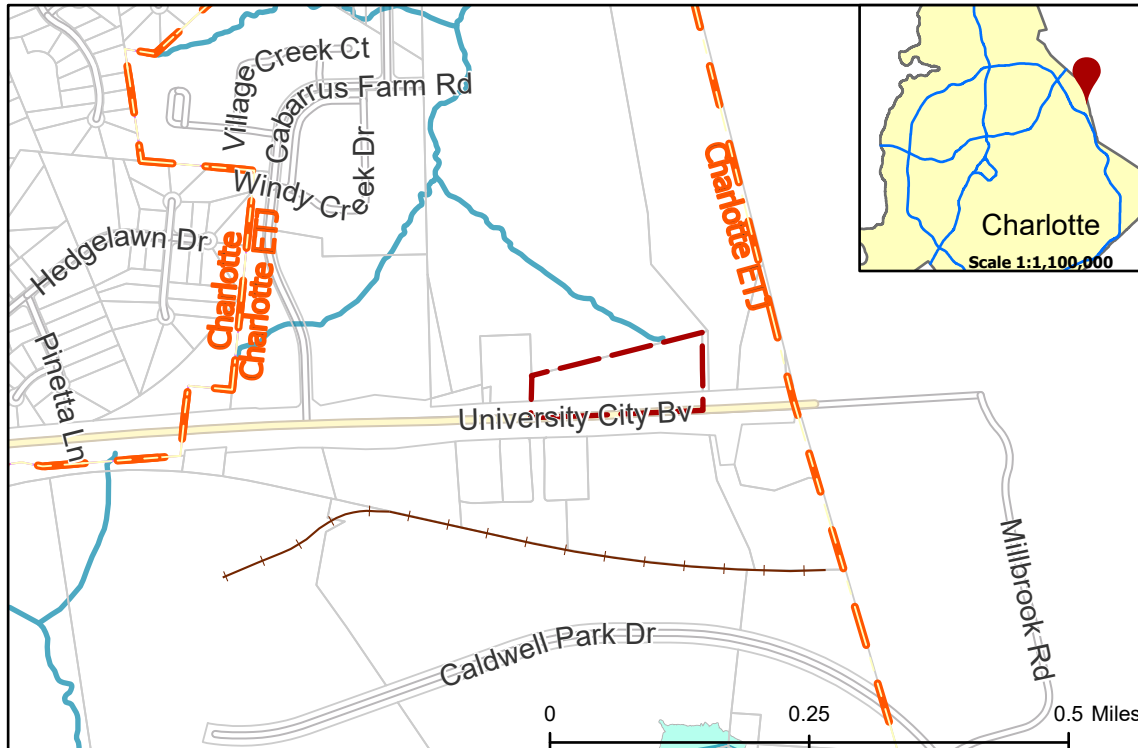 Village
Creek Ct
Cabarrus Farm Rd
Windy Creek Dr
Hedgelawn Dr
Pinetta Ln
Charlotte
Charlotte ETJ
Charlotte ETJ
University City Bv
Millbrook Rd
Caldwell Park Dr
Charlotte
Scale 1:1,100,000
0 0.25 0.5 Miles